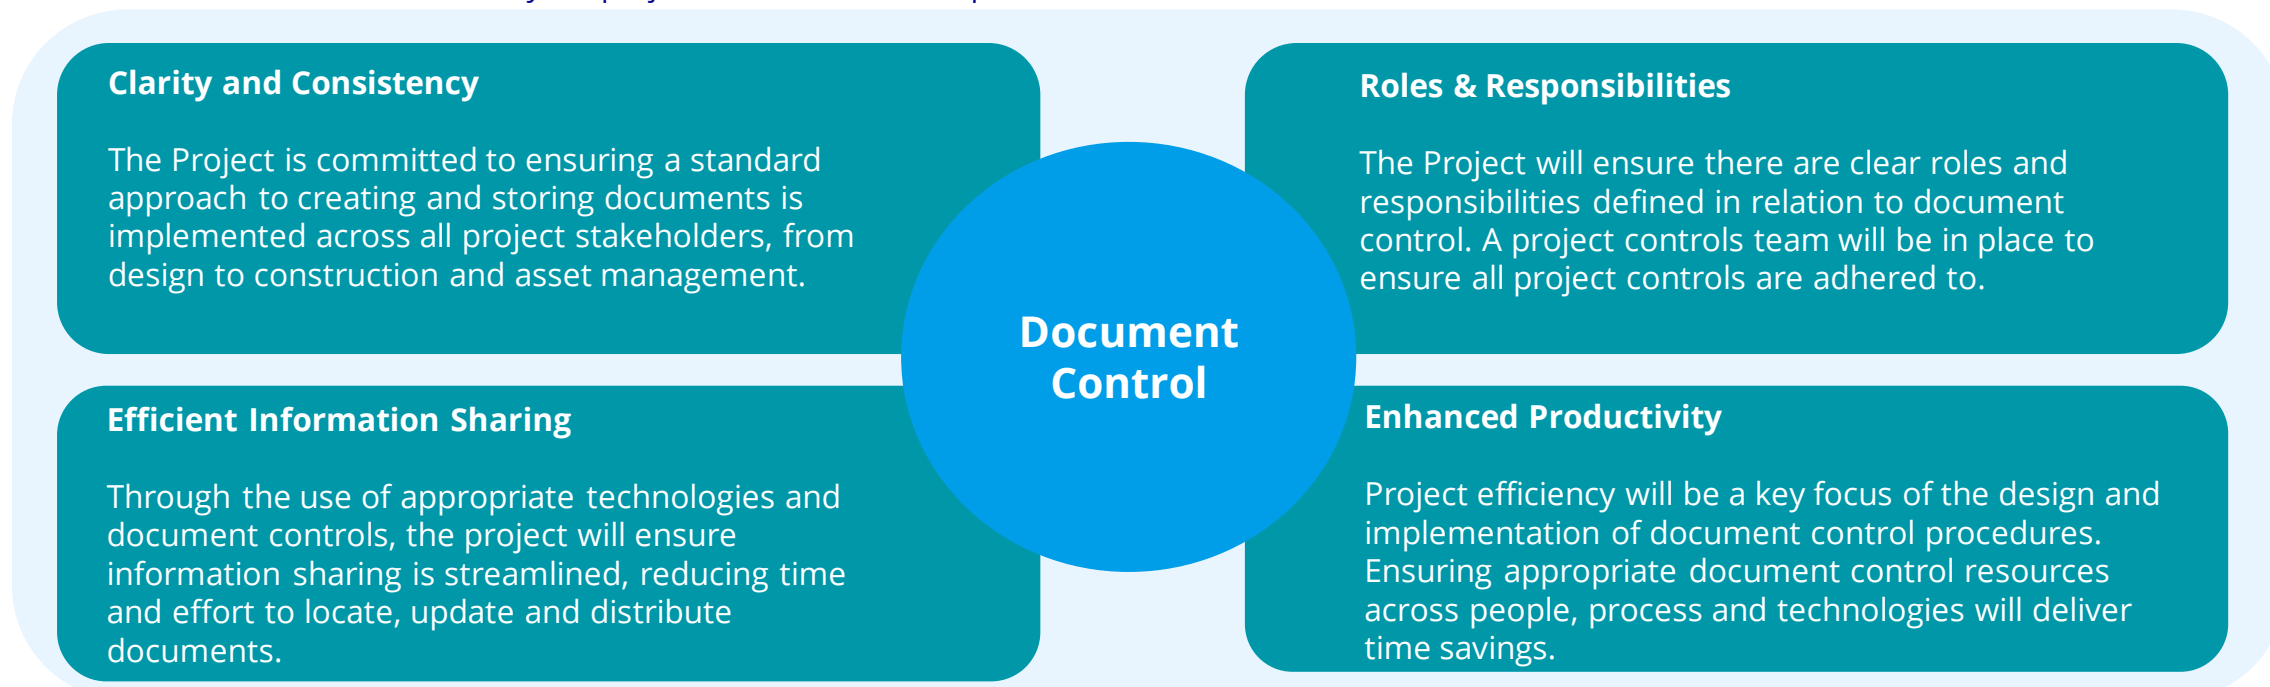 Clarity and Consistency
The Project is committed to ensuring a standard
approach to creating and storing documents is
implemented across all project stakeholders, from
design to construction and asset management.
Roles & Responsibilities
The Project will ensure there are clear roles and
responsibilities defined in relation to document
control. A project controls team will be in place to
ensure all project controls are adhered to.
Document
Control
Efficient Information Sharing
Through the use of appropriate technologies and
document controls, the project will ensure
information sharing is streamlined, reducing time
and effort to locate, update and distribute
documents.
Enhanced Productivity
Project efficiency will be a key focus of the design and
implementation of document control procedures.
Ensuring appropriate document control resources
across people, process and technologies will deliver
time savings.